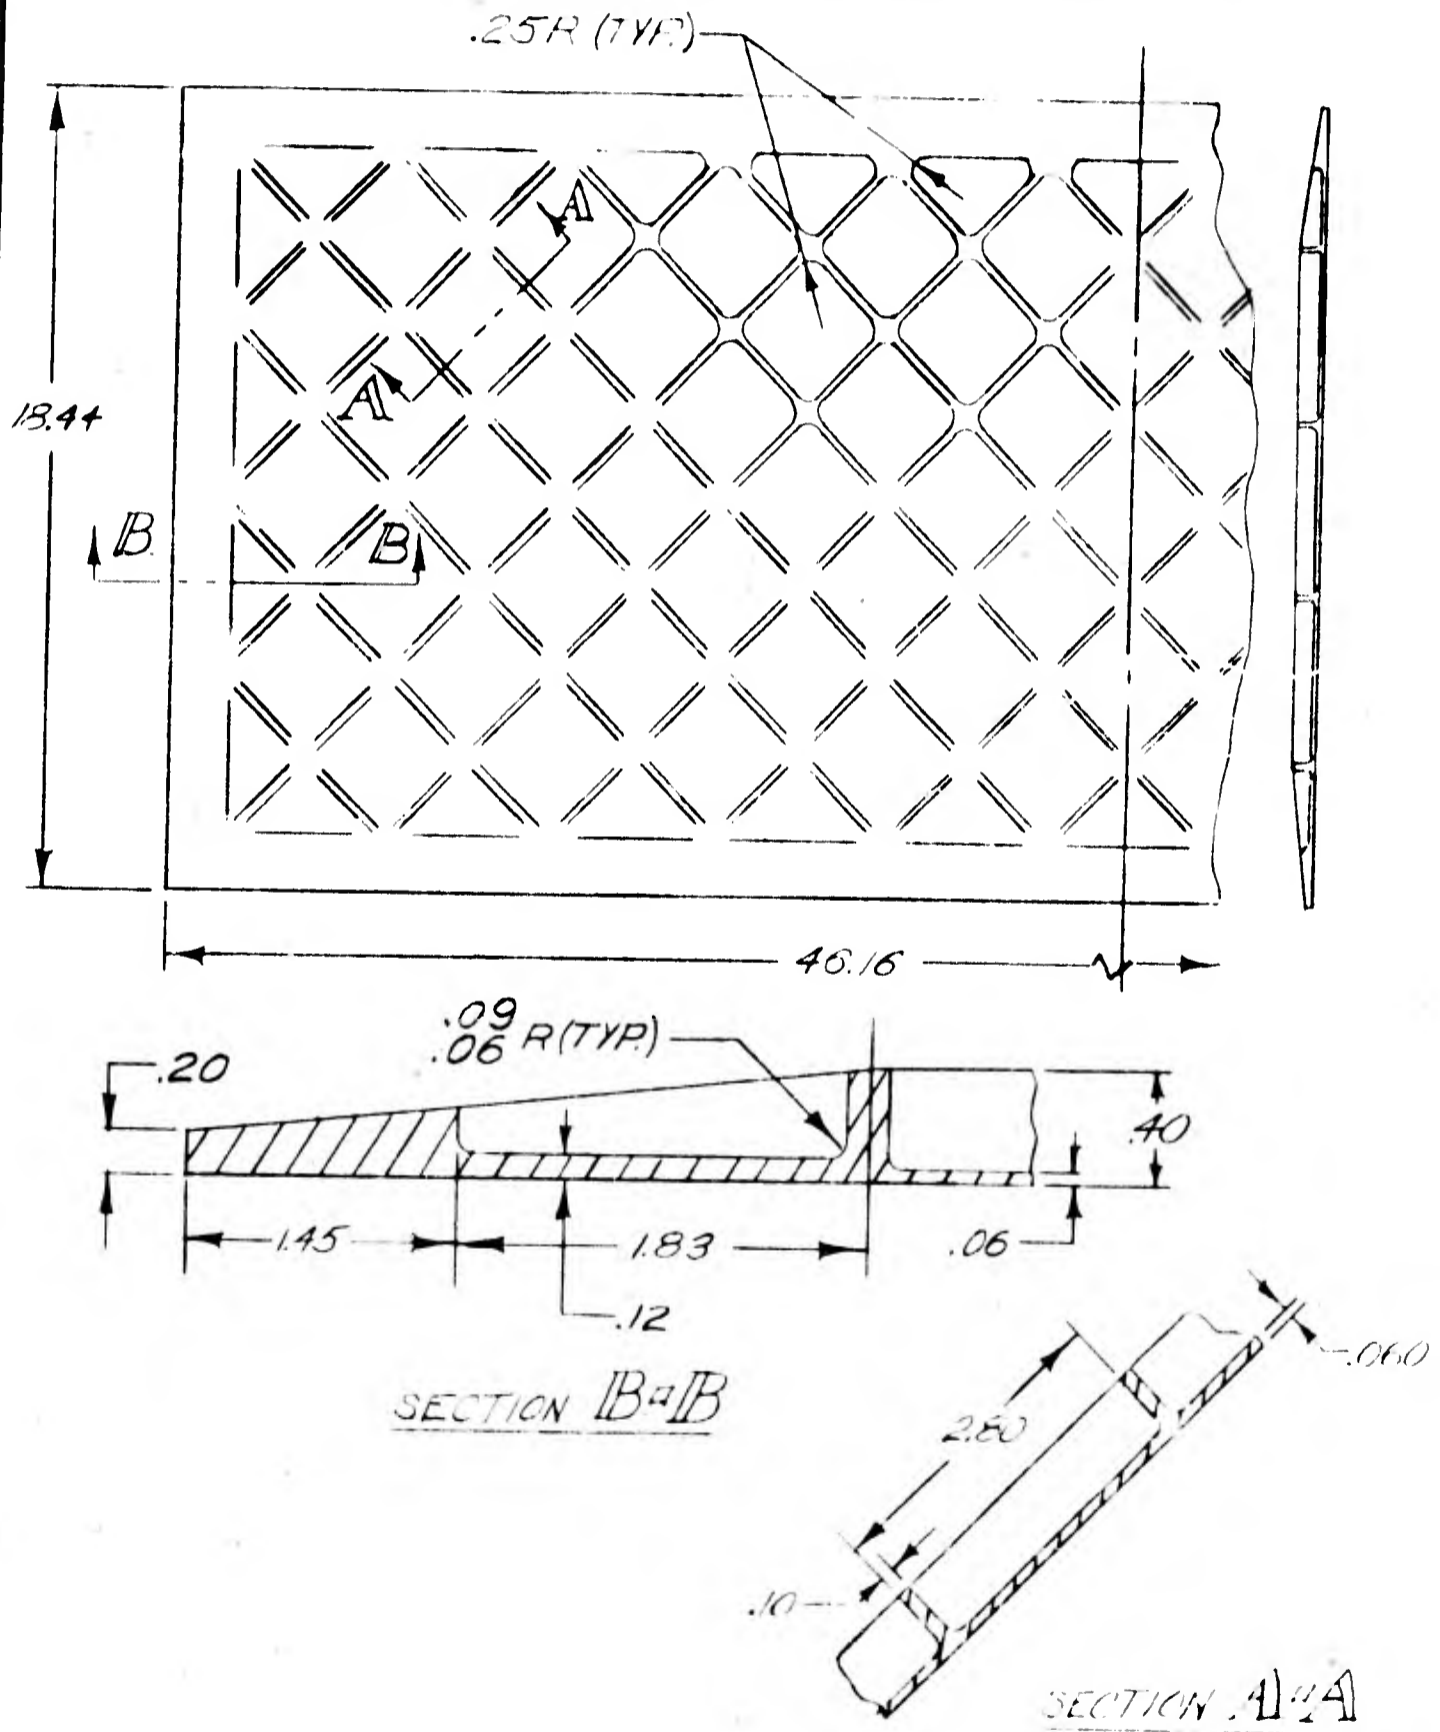 .25R (TYP.)
A
A
18.44
B
B
46.16
.09
.06 R (TYP.)
.20
.40
1.45
1.83
.06
.12
SECTION B-B
.060
2.80
.10
SECTION A-A